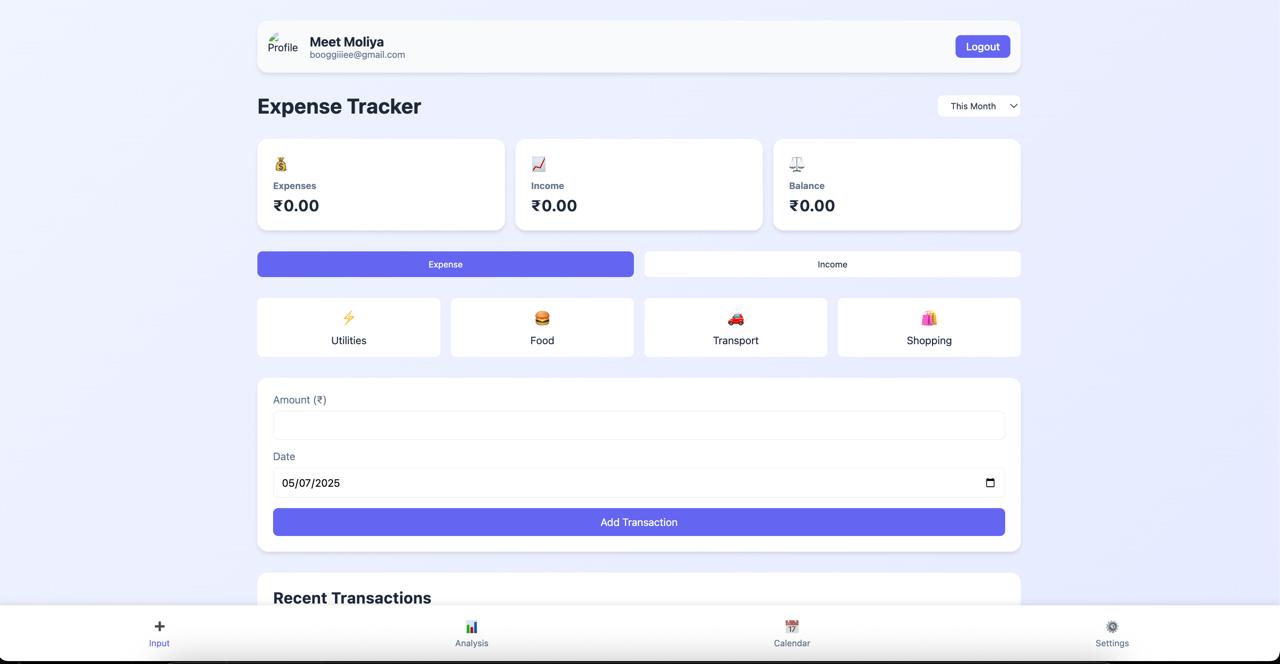 Profile
Meet Moliya
booggiiiee@gmail.com
Logout
Expense Tracker
This Month
Expenses
₹0.00
Income
₹0.00
Balance
₹0.00
Expense
Income
Utilities
Food
Transport
Shopping
Amount (₹)
Date
05/07/2025
Add Transaction
Recent Transactions
Input
Analysis
17
Calendar
Settings